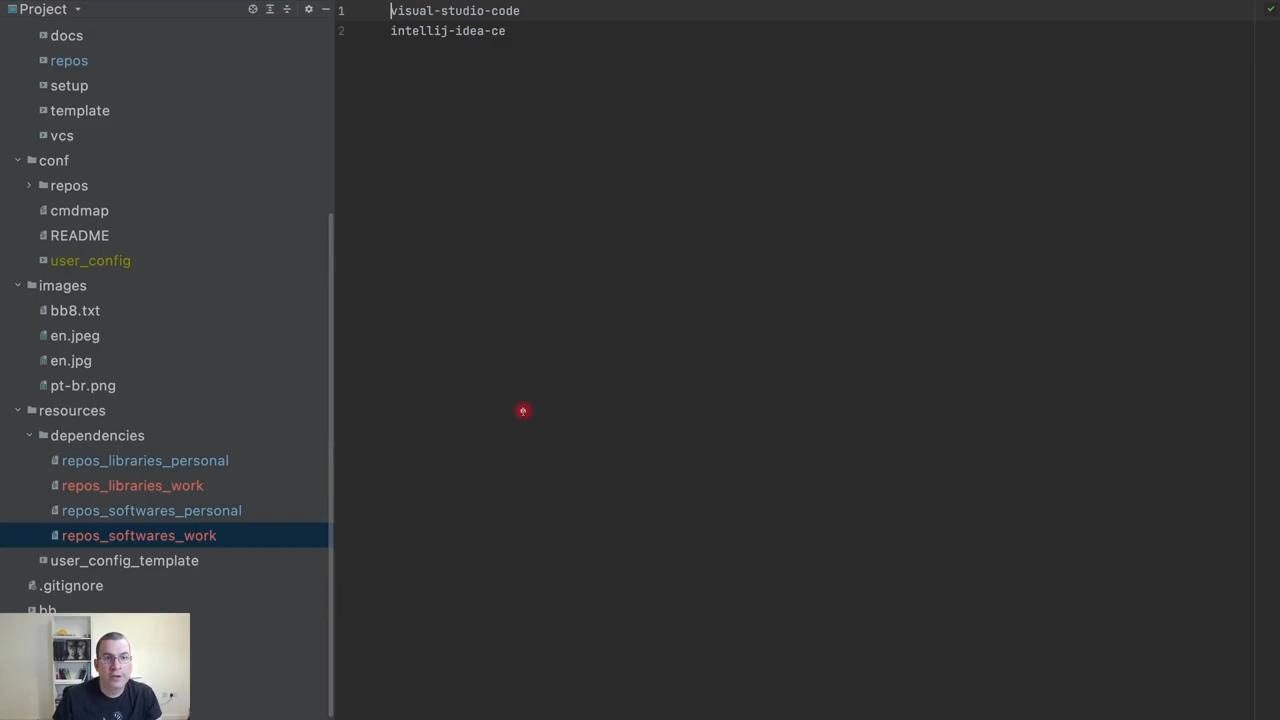 Project
docs
repos
setup
template
vcs
conf
repos
cmdmap
README
user_config
images
bb8.txt
en.jpeg
en.jpg
pt-br.png
resources
dependencies
repos_libraries_personal
repos_libraries_work
repos_softwares_personal
repos_softwares_work
user_config_template
.gitignore
bb
1 visual-studio-code
2 intellij-idea-ce